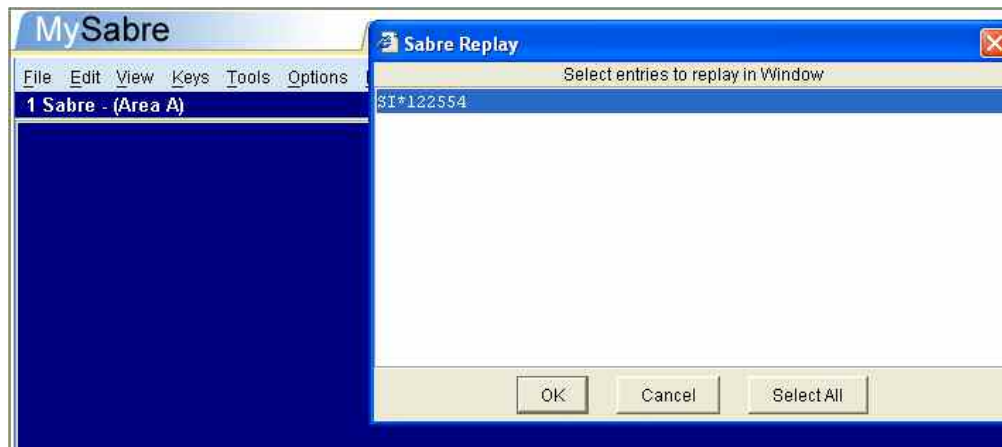 MySabre
File Edit View Keys Tools Options
1 Sabre - (Area A)
Sabre Replay
Select entries to replay in Window
SI*122554
OK Cancel Select All